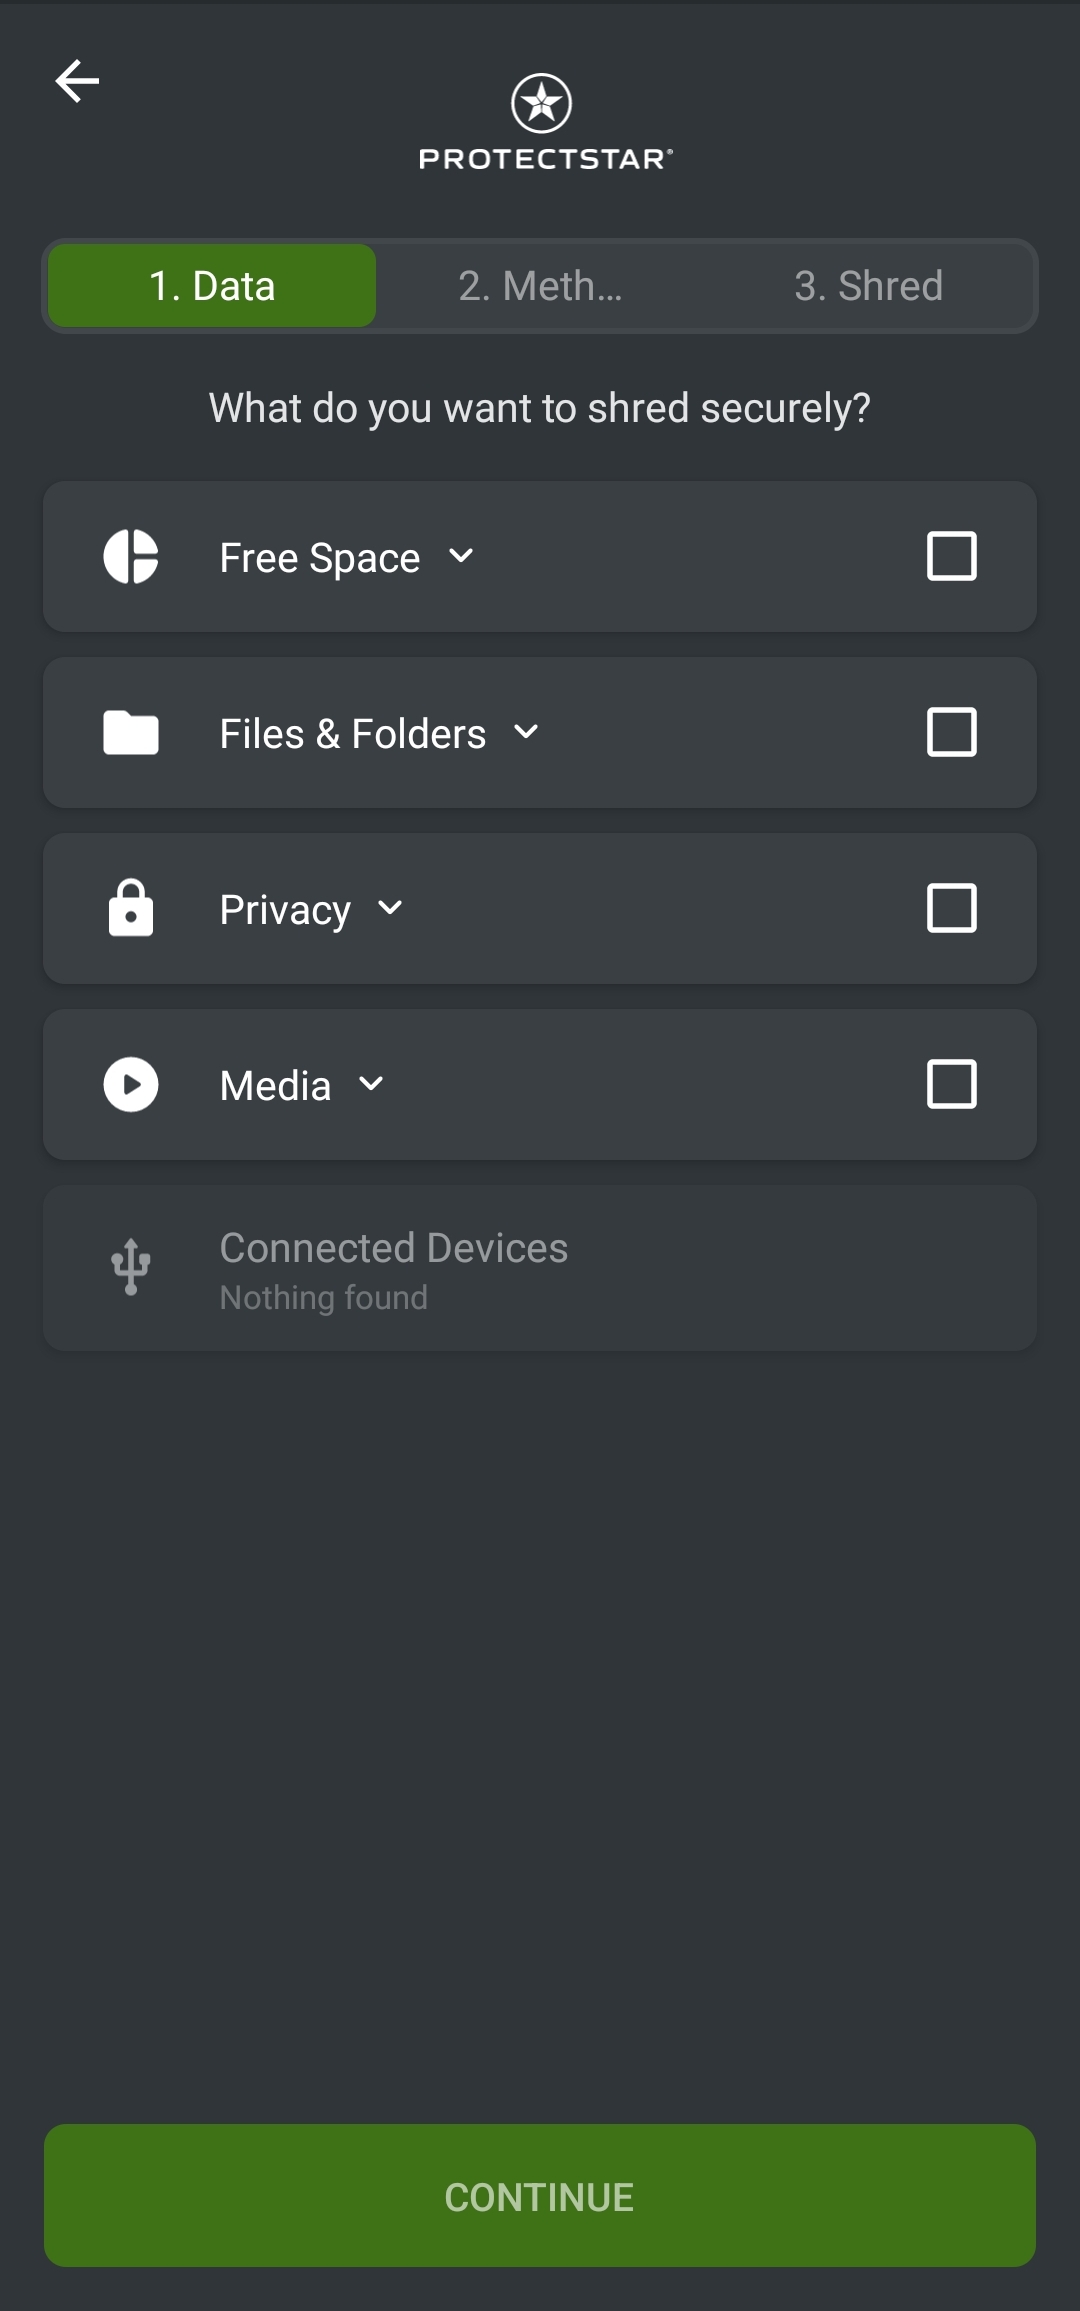 PROTECTSTAR®
1. Data
2. Meth...
3. Shred
What do you want to shred securely?
Free Space
Files & Folders
Privacy
Media
Connected Devices
Nothing found
CONTINUE